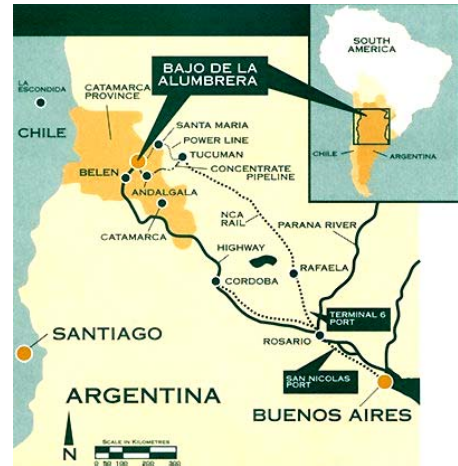 SOUTH
AMERICA
CHILE
ARGENTINA
BAJO DE LA
ALUMBRERA
LA
ESCONDIDA
CATAMARCA
PROVINCE
CHILE
SANTA MARIA
POWER LINE
TUCUMAN
CONCENTRATE
PIPELINE
BELEN
ANDALGALA
CATAMARCA
NCA
RAIL
PARANA RIVER
HIGHWAY
RAFAELA
CORDOBA
TERMINAL 6
PORT
ROSARIO
SAN NICOLAS
PORT
SANTIAGO
ARGENTINA
BUENOS AIRES
N
SCALE IN KILOMETRES
0 50 100 200 300